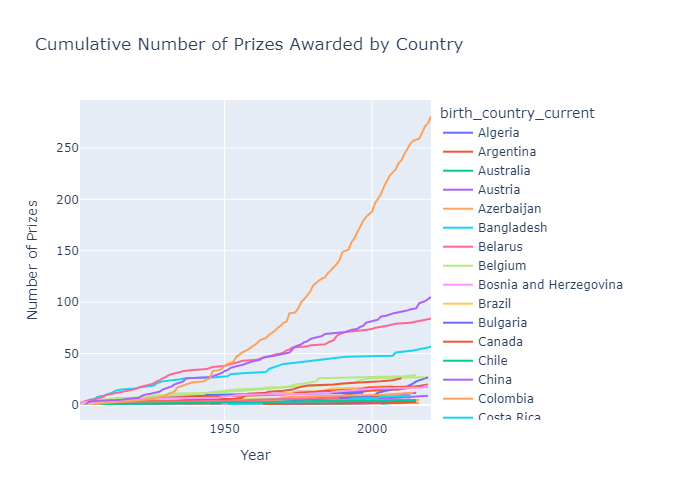 Cumulative Number of Prizes Awarded by Country
birth_country_current
Algeria
Argentina
Australia
Austria
Azerbaijan
Bangladesh
Belarus
Belgium
Bosnia and Herzegovina
Brazil
Bulgaria
Canada
Chile
China
Colombia
Costa Rica
Number of Prizes
250
200
150
100
50
0
1950
2000
Year